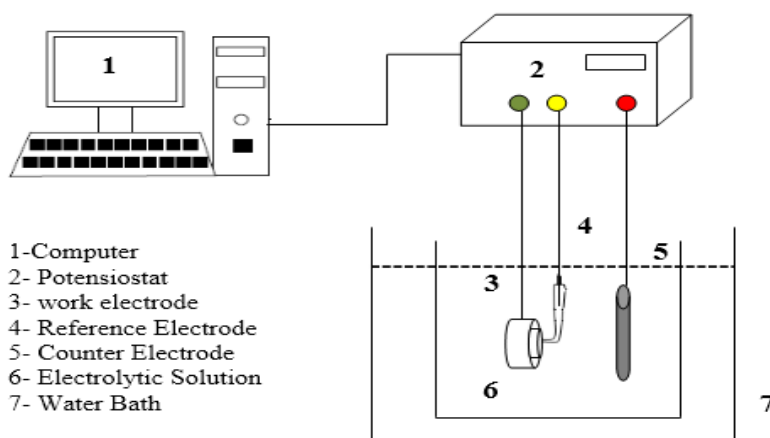 1
2
4
5
3
6
7
1-Computer
2- Potensiostat
3- work electrode
4- Reference Electrode
5- Counter Electrode
6- Electrolytic Solution
7- Water Bath